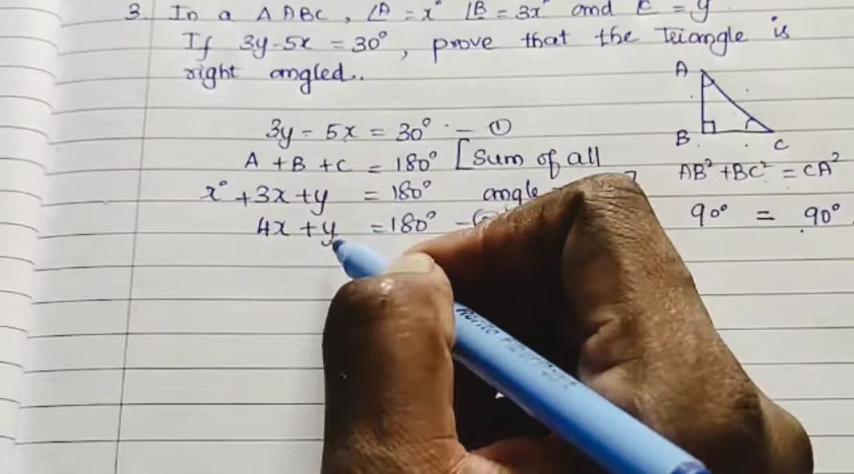 3. In a △ ABC, ∠A = x° ∠B = 3x° and C = y
If 3y-5x = 30°, prove that the Teiangle is
right angled..
A
B
C
3y - 5x = 30° - ①
A + B + C = 180° [Sum of all
x° + 3x + y = 180° angle
4x + y = 180°
AB² + BC² = CA²
90° = 90°